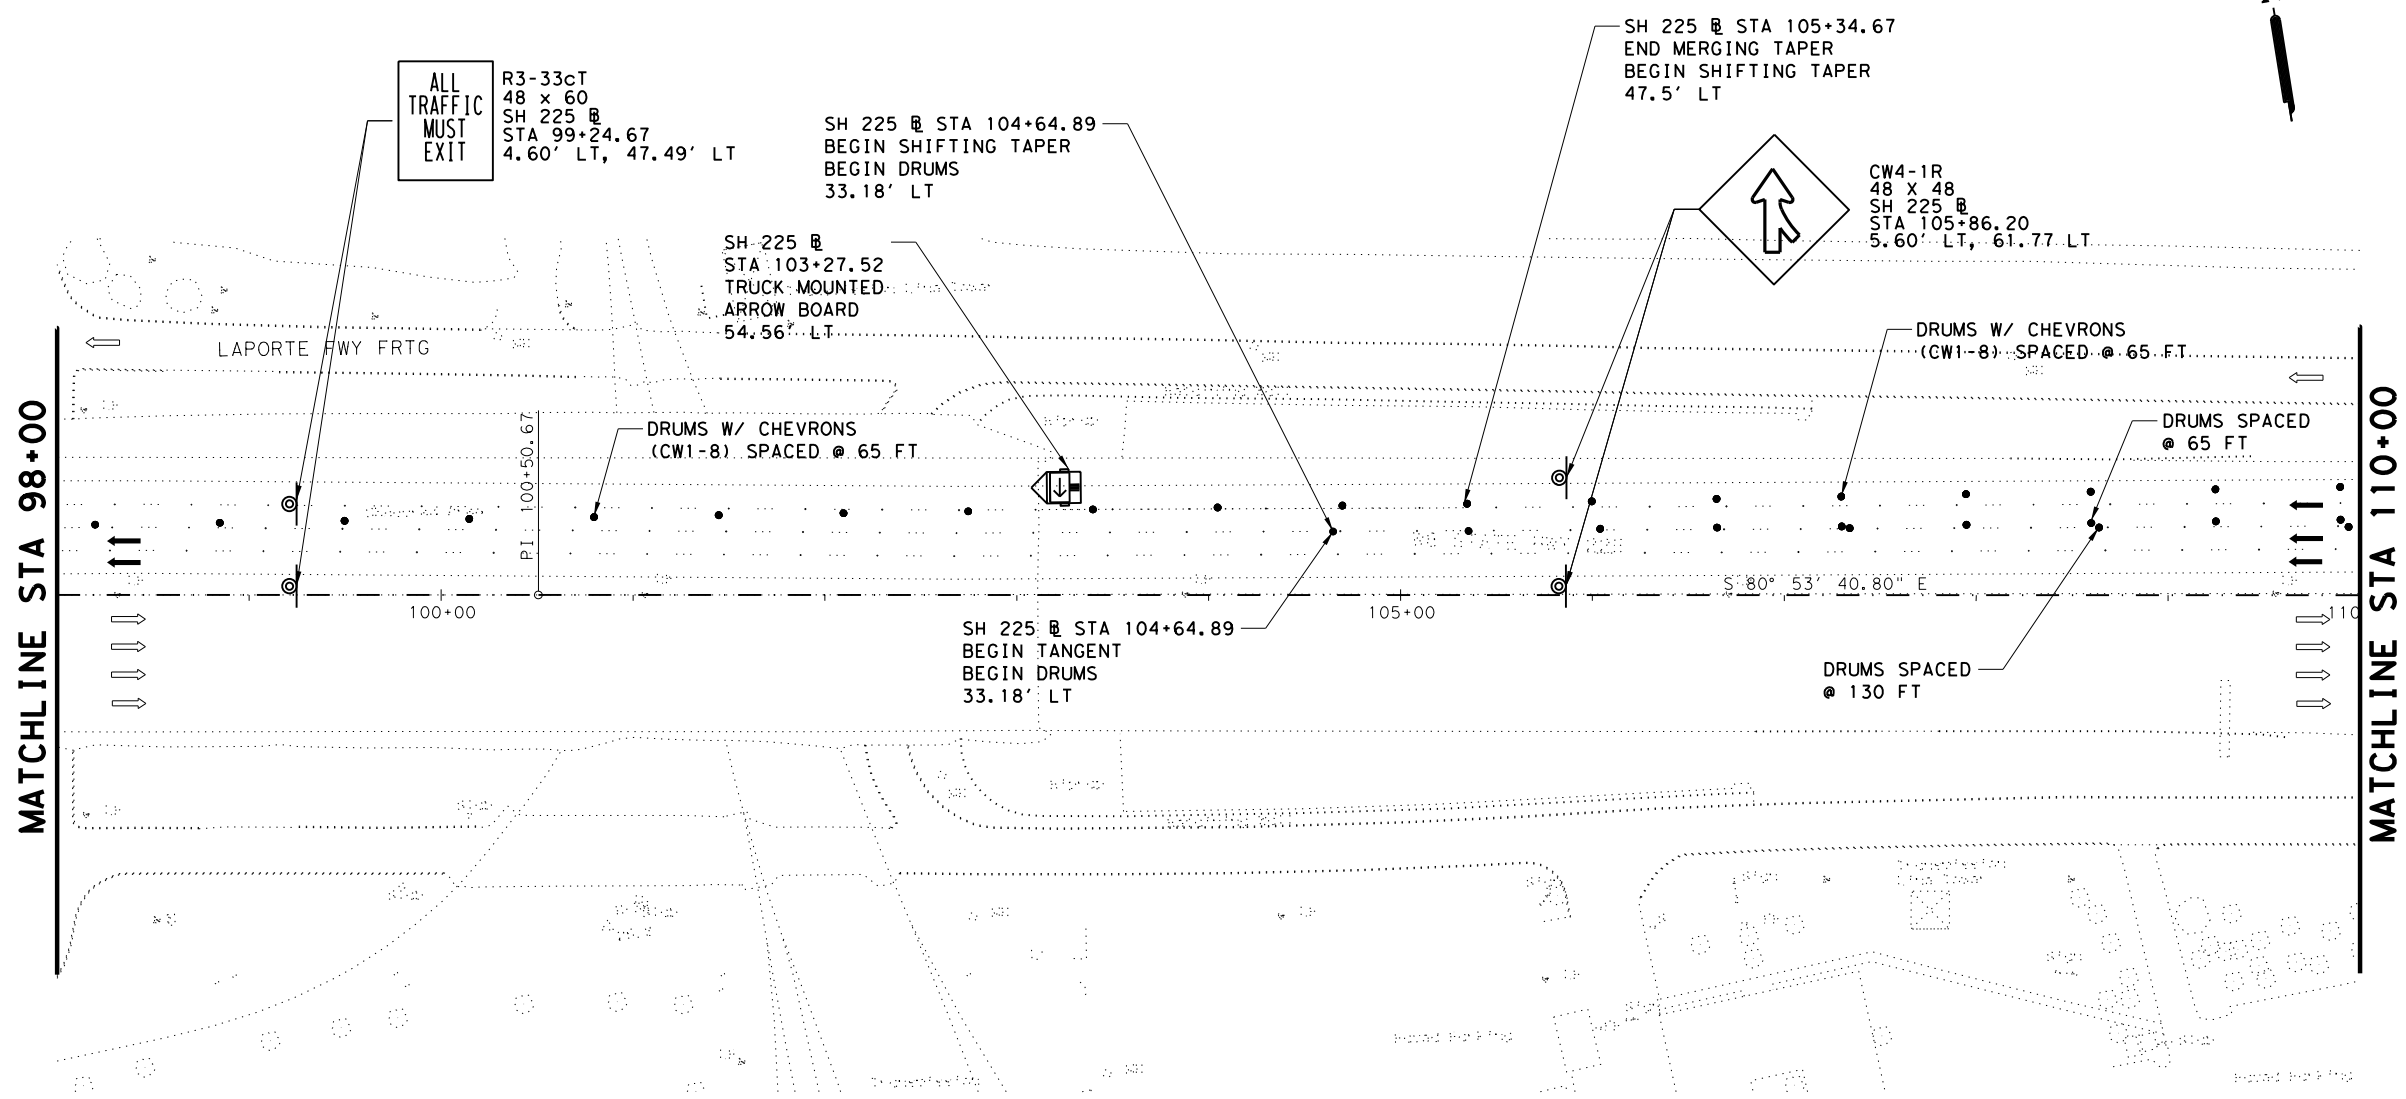 SH 225 BL STA 105+34.67
END MERGING TAPER
BEGIN SHIFTING TAPER
47.5' LT
ALL
TRAFFIC
MUST
EXIT
R3-33cT
48 x 60
SH 225 BL
STA 99+24.67
4.60' LT, 47.49' LT
SH 225 BL STA 104+64.89
BEGIN SHIFTING TAPER
BEGIN DRUMS
33.18' LT
CW4-1R
48 X 48
SH 225 BL
STA 105+86.20
5.60' LT, 61.77 LT
SH 225 BL
STA 103+27.52
TRUCK MOUNTED
ARROW BOARD
54.56' LT
LAPORTE FWY FRTG
DRUMS W/ CHEVRONS
(CW1-8) SPACED @ 65 FT
DRUMS W/ CHEVRONS
(CW1-8) SPACED @ 65 FT
DRUMS SPACED
@ 65 FT
PI 100+50.67
MATCHLINE STA 98+00
MATCHLINE STA 110+00
S 80° 53' 40.80" E
100+00
105+00
110
SH 225 BL STA 104+64.89
BEGIN TANGENT
BEGIN DRUMS
33.18' LT
DRUMS SPACED
@ 130 FT